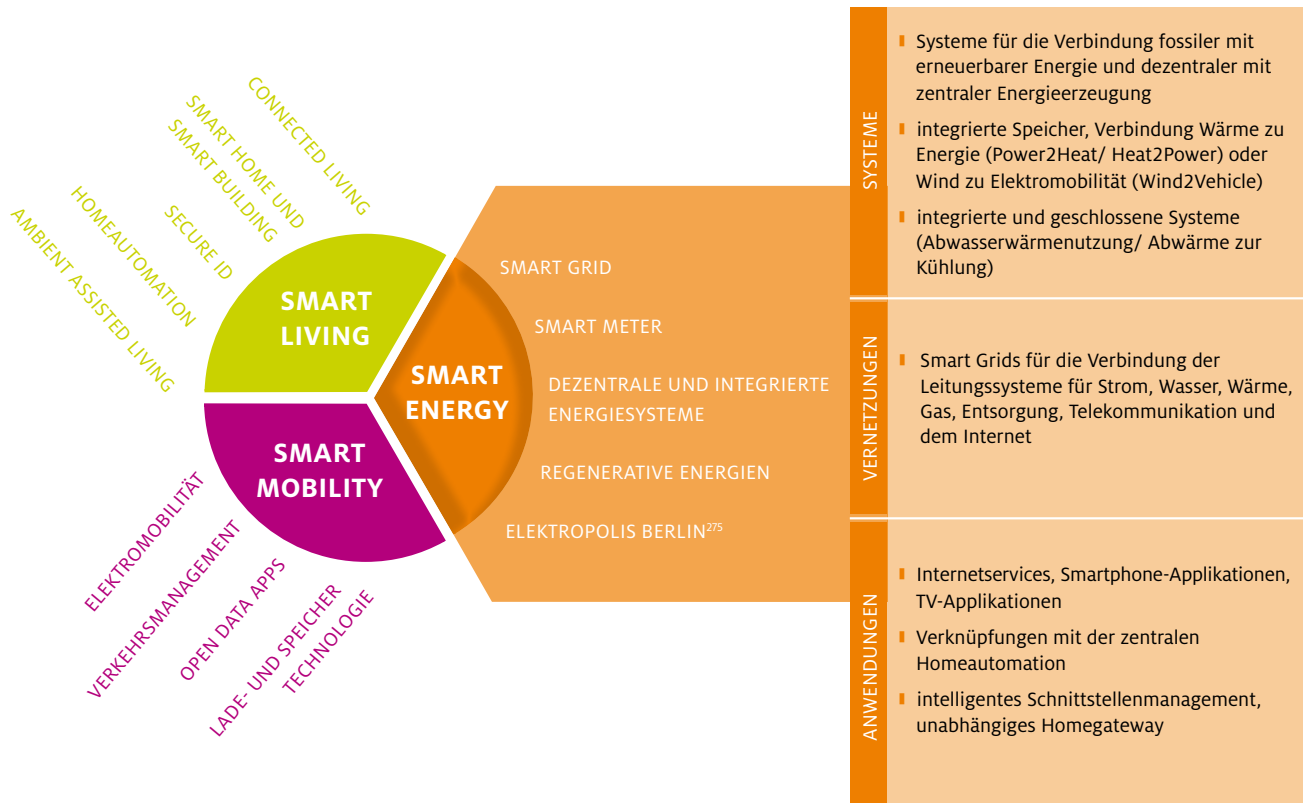 CONNECTED LIVING
SMART HOME UND
SMART BUILDING
SECURE ID
HOMEAUTOMATION
AMBIENT ASSISTED LIVING
SMART
LIVING
SMART
MOBILITY
ELEKTROMOBILITÄT
VERKEHRSMANAGEMENT
OPEN DATA APPS
LADE- UND SPEICHER
TECHNOLOGIE
SMART
ENERGY
SMART GRID
SMART METER
DEZENTRALE UND INTEGRIERTE
ENERGIESYSTEME
REGENERATIVE ENERGIEN
ELEKTROPOLIS BERLIN²⁷⁵
SYSTEME
Systeme für die Verbindung fossiler mit
erneuerbarer Energie und dezentraler mit
zentraler Energieerzeugung
integrierte Speicher, Verbindung Wärme zu
Energie (Power2Heat/ Heat2Power) oder
Wind zu Elektromobilität (Wind2Vehicle)
integrierte und geschlossene Systeme
(Abwasserwärmenutzung/ Abwärme zur
Kühlung)
VERNETZUNGEN
Smart Grids für die Verbindung der
Leitungssysteme für Strom, Wasser, Wärme,
Gas, Entsorgung, Telekommunikation und
dem Internet
ANWENDUNGEN
Internetservices, Smartphone-Applikationen,
TV-Applikationen
Verknüpfungen mit der zentralen
Homeautomation
intelligentes Schnittstellenmanagement,
unabhängiges Homegateway